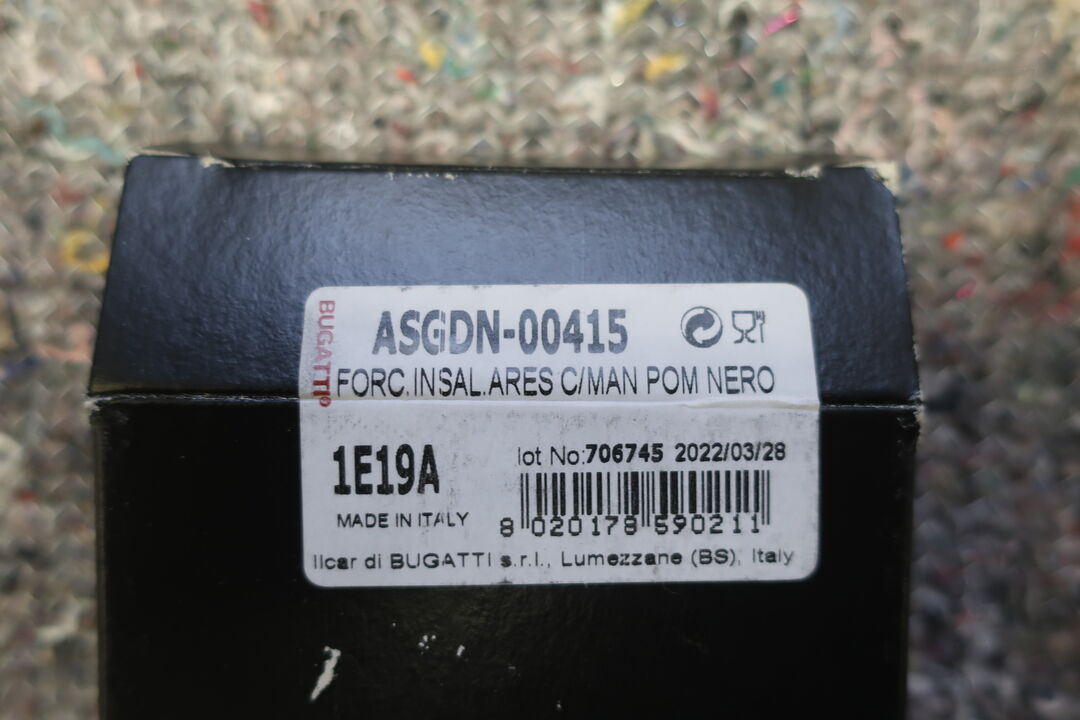 BUGATTI
ASGDN-00415
FORC.INSAL.ARES C/MAN POM NERO
1E19A
lot No:706745 2022/03/28
MADE IN ITALY
8 020178 590211
Ilcar di BUGATTI s.r.l., Lumezzane (BS), Italy